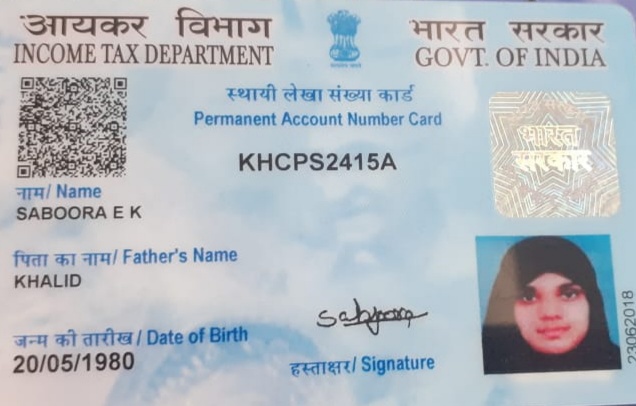 आयकर विभाग
INCOME TAX DEPARTMENT
भारत सरकार
GOVT. OF INDIA
स्थायी लेखा संख्या कार्ड
Permanent Account Number Card
KHCPS2415A
भारत
सरकार
नाम/ Name
SABOORA E K
पिता का नाम/ Father's Name
KHALID
जन्म की तारीख / Date of Birth
20/05/1980
saboora
हस्ताक्षर/ Signature
23062018